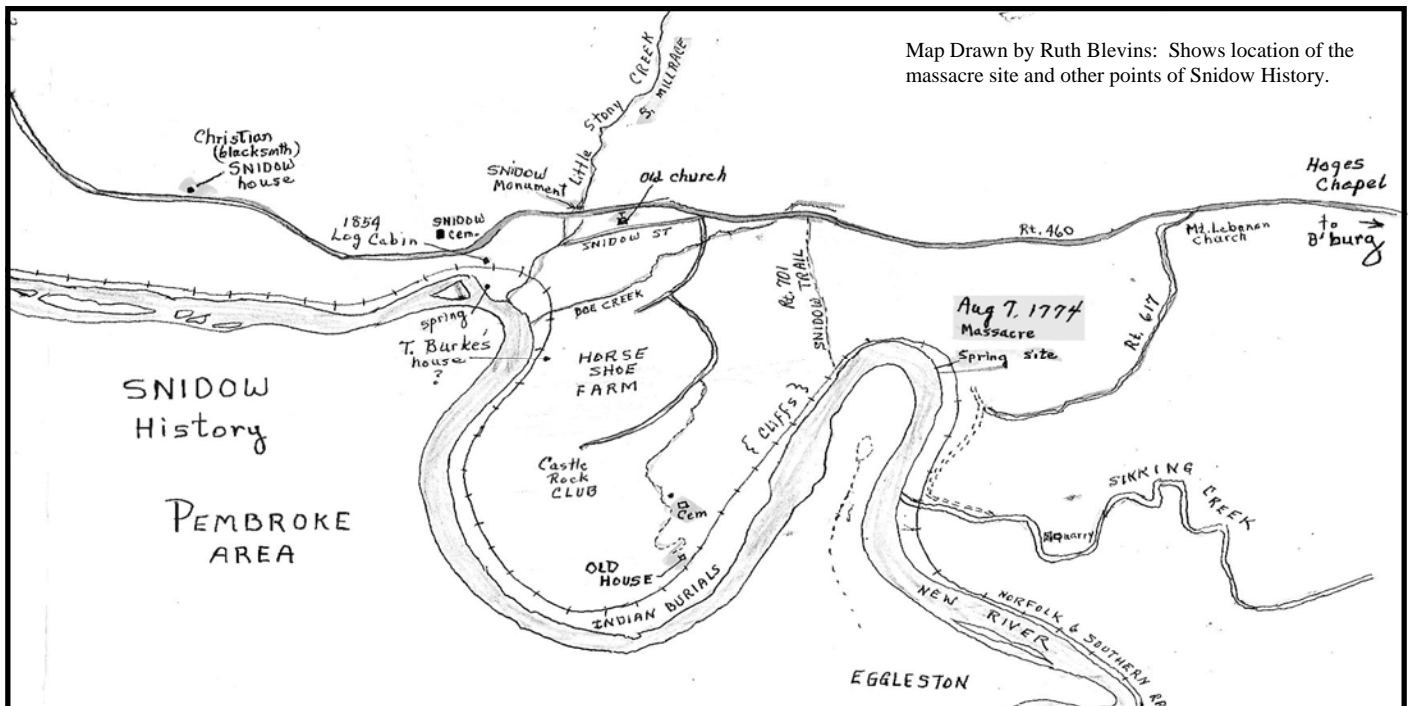 Map Drawn by Ruth Blevins: Shows location of the
massacre site and other points of Snidow History.
Little Stony CREEK
S. MILLRACE
Christian
(blacksmith)
SNIDOW
house
SNIDOW
Monument
Old church
Hoges
Chapel
to
B'burg
1854
Log Cabin
SNIDOW
cem.
SNIDOW ST
Rt. 460
Mt. Lebanon
church
Rt. 701
SNIDOW TRAIL
Rt. 617
DOE CREEK
spring
T. Burkes'
house
?
HORSE
SHOE
FARM
Aug 7, 1774
Massacre
Spring site
SNIDOW
History
{ CLIFFS }
Castle
Rock
CLUB
PEMBROKE
AREA
Cem
SIKKING CREEK
Quarry
OLD
HOUSE
INDIAN BURIALS
NEW RIVER
NORFOLK & SOUTHERN RR
EGGLESTON